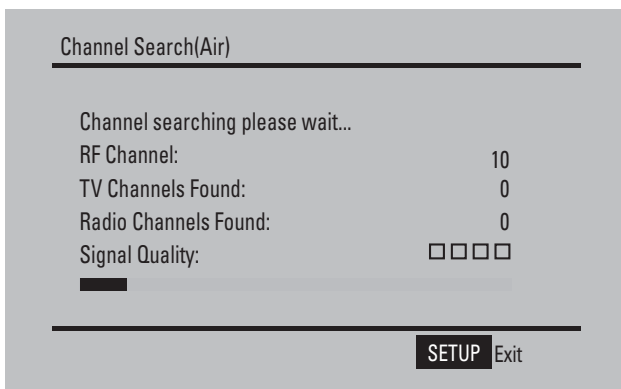 Channel Search(Air)
Channel searching please wait...
RF Channel: 10
TV Channels Found: 0
Radio Channels Found: 0
Signal Quality: □□□□
SETUP Exit